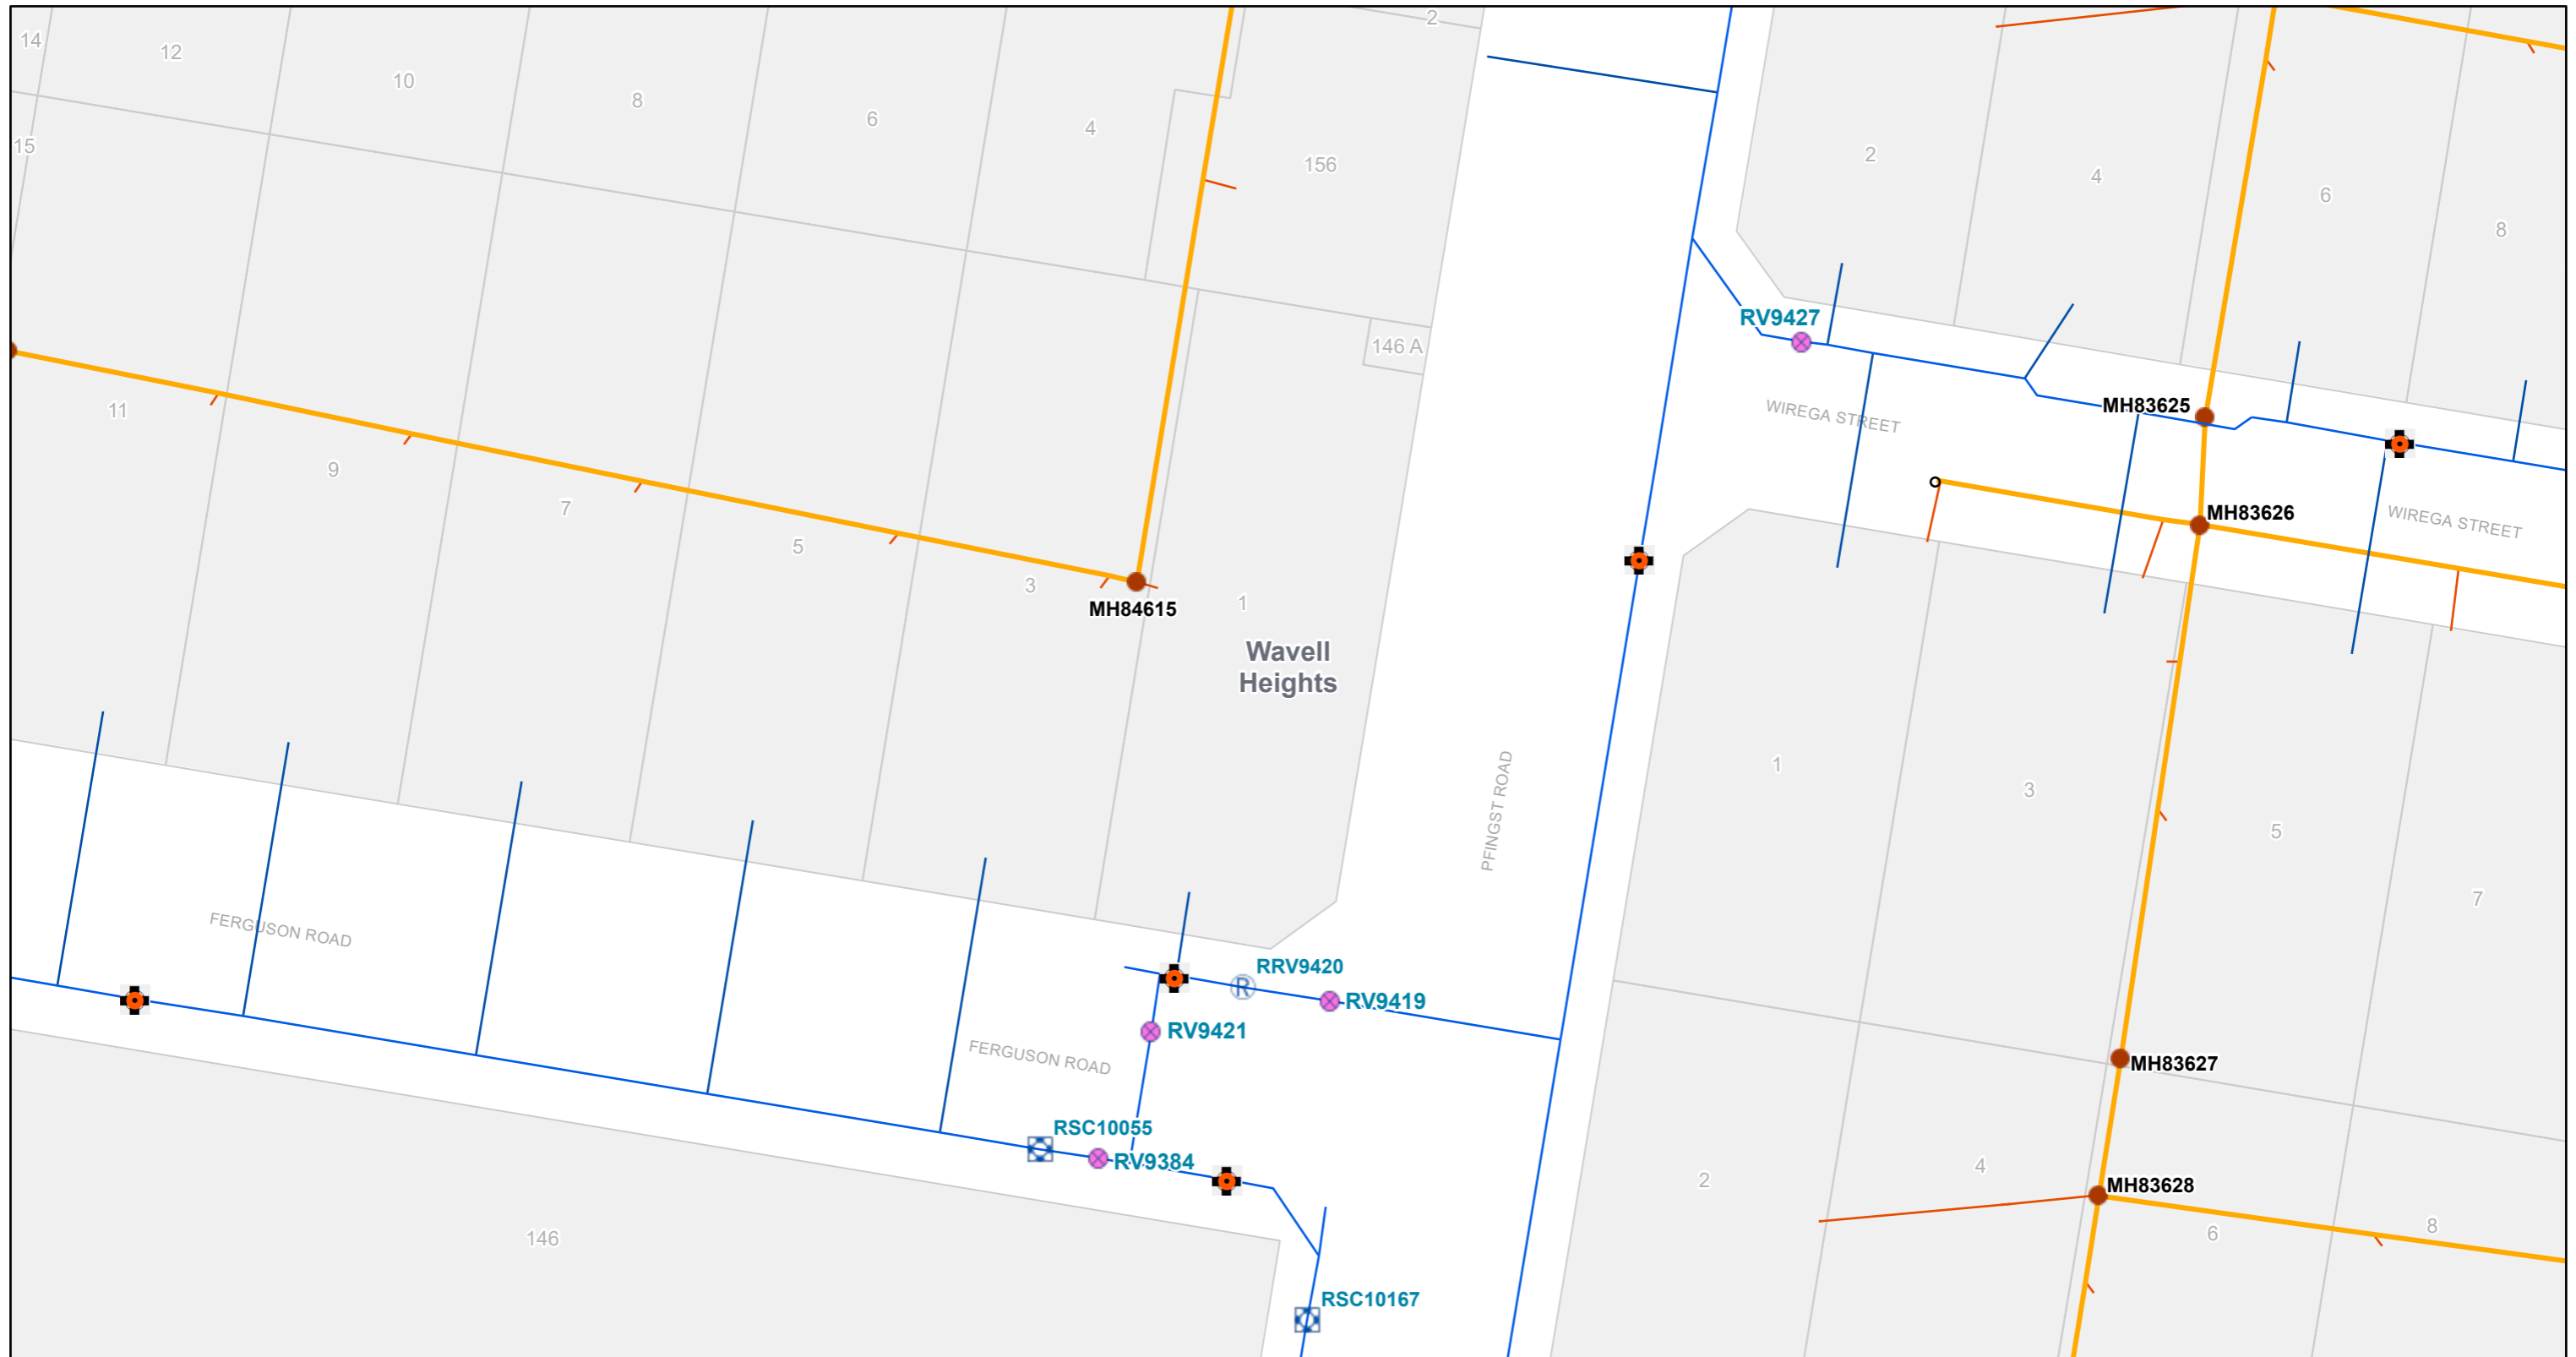 2
14
12
10
8
6
4
156
15
2
4
6
8
RV9427
146 A
WIREGA STREET
MH83625
MH83626
WIREGA STREET
11
9
7
5
3
1
MH84615
Wavell
Heights
PFINGST ROAD
1
3
5
7
FERGUSON ROAD
RRV9420
RV9419
RV9421
FERGUSON ROAD
MH83627
RSC10055
RV9384
2
4
MH83628
6
8
146
RSC10167